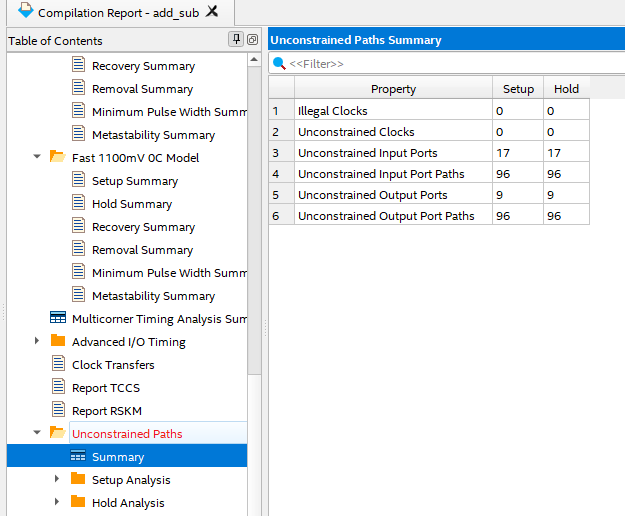 Compilation Report - add_sub
Table of Contents
Recovery Summary
Removal Summary
Minimum Pulse Width Summ
Metastability Summary
Fast 1100mV 0C Model
Setup Summary
Hold Summary
Recovery Summary
Removal Summary
Minimum Pulse Width Summ
Metastability Summary
Multicorner Timing Analysis Sum
Advanced I/O Timing
Clock Transfers
Report TCCS
Report RSKM
Unconstrained Paths
Summary
Setup Analysis
Hold Analysis
Unconstrained Paths Summary
<<Filter>>
Property Setup Hold
1 Illegal Clocks 0 0
2 Unconstrained Clocks 0 0
3 Unconstrained Input Ports 17 17
4 Unconstrained Input Port Paths 96 96
5 Unconstrained Output Ports 9 9
6 Unconstrained Output Port Paths 96 96